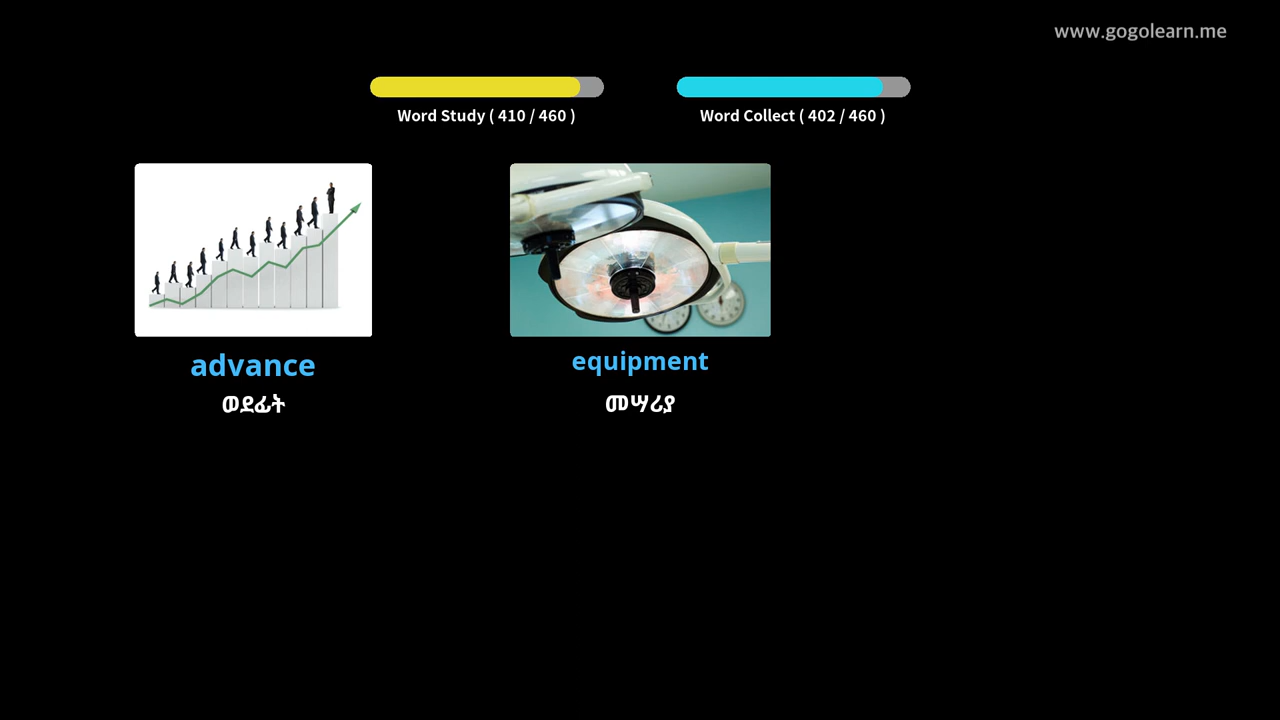 www.gogolearn.me
Word Study ( 410 / 460 )
Word Collect ( 402 / 460 )
advance
ወደፊት
equipment
መሣሪያ